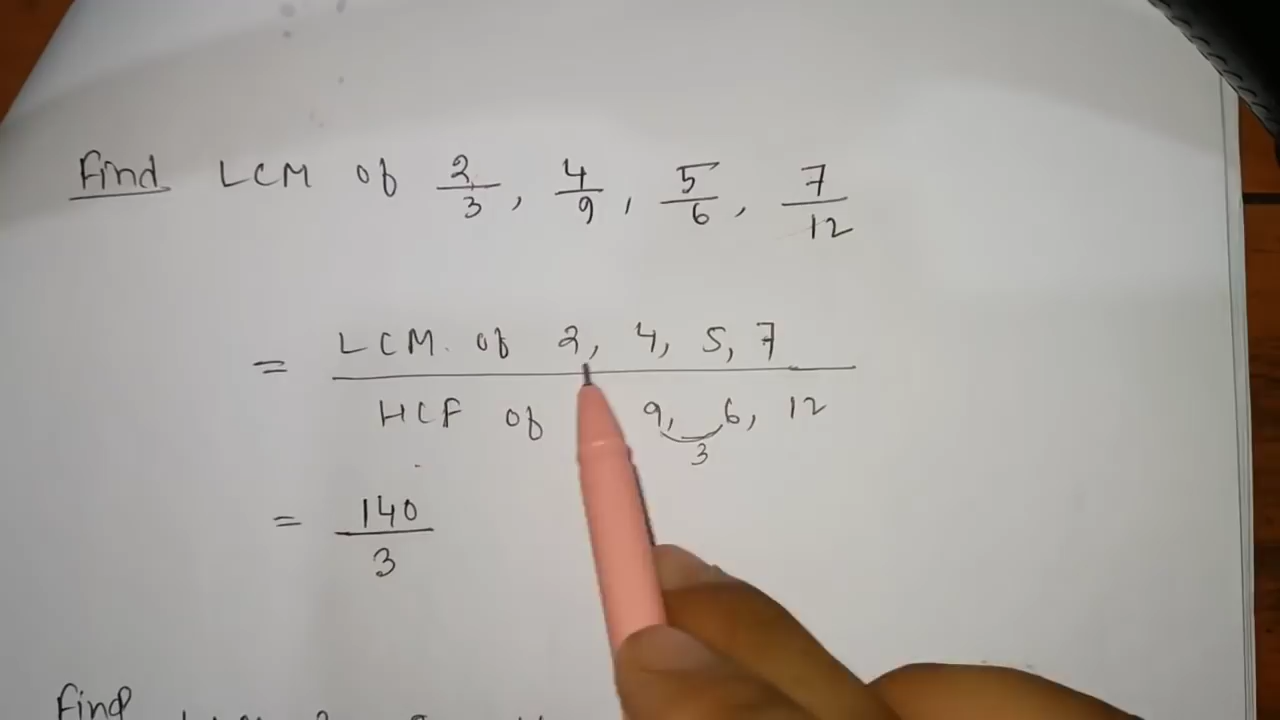 Find LCM of 2/3, 4/9, 5/6, 7/12
= LCM. of 2, 4, 5, 7
HCF of 9, 6, 12
3
= 140/3
Find